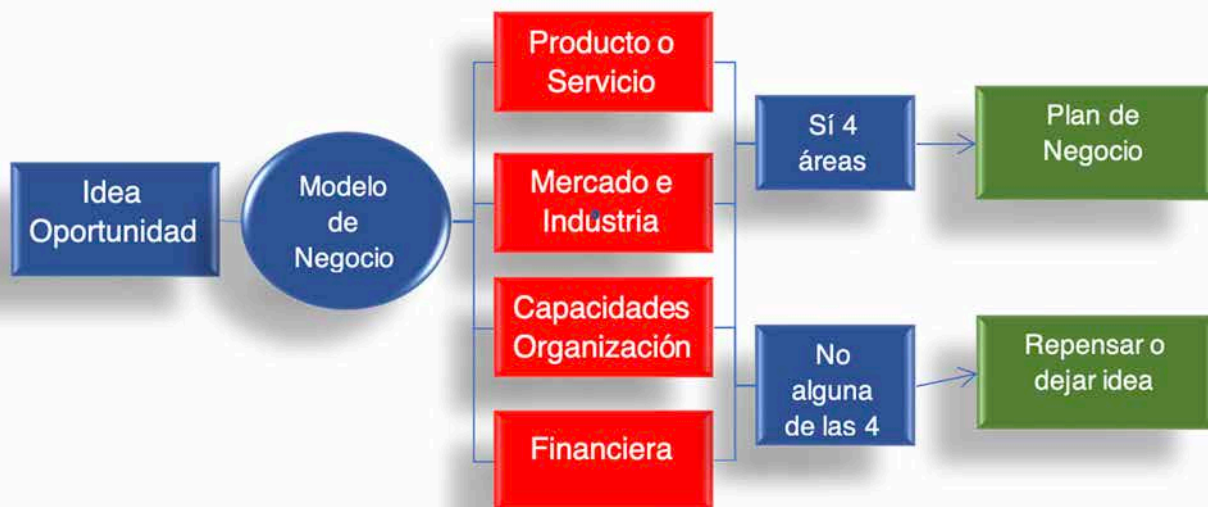 Idea
Oportunidad
Modelo
de
Negocio
Producto o
Servicio
Mercado e
Industria
Capacidades
Organización
Financiera
Sí 4
áreas
No
alguna
de las 4
Plan de
Negocio
Repensar o
dejar idea